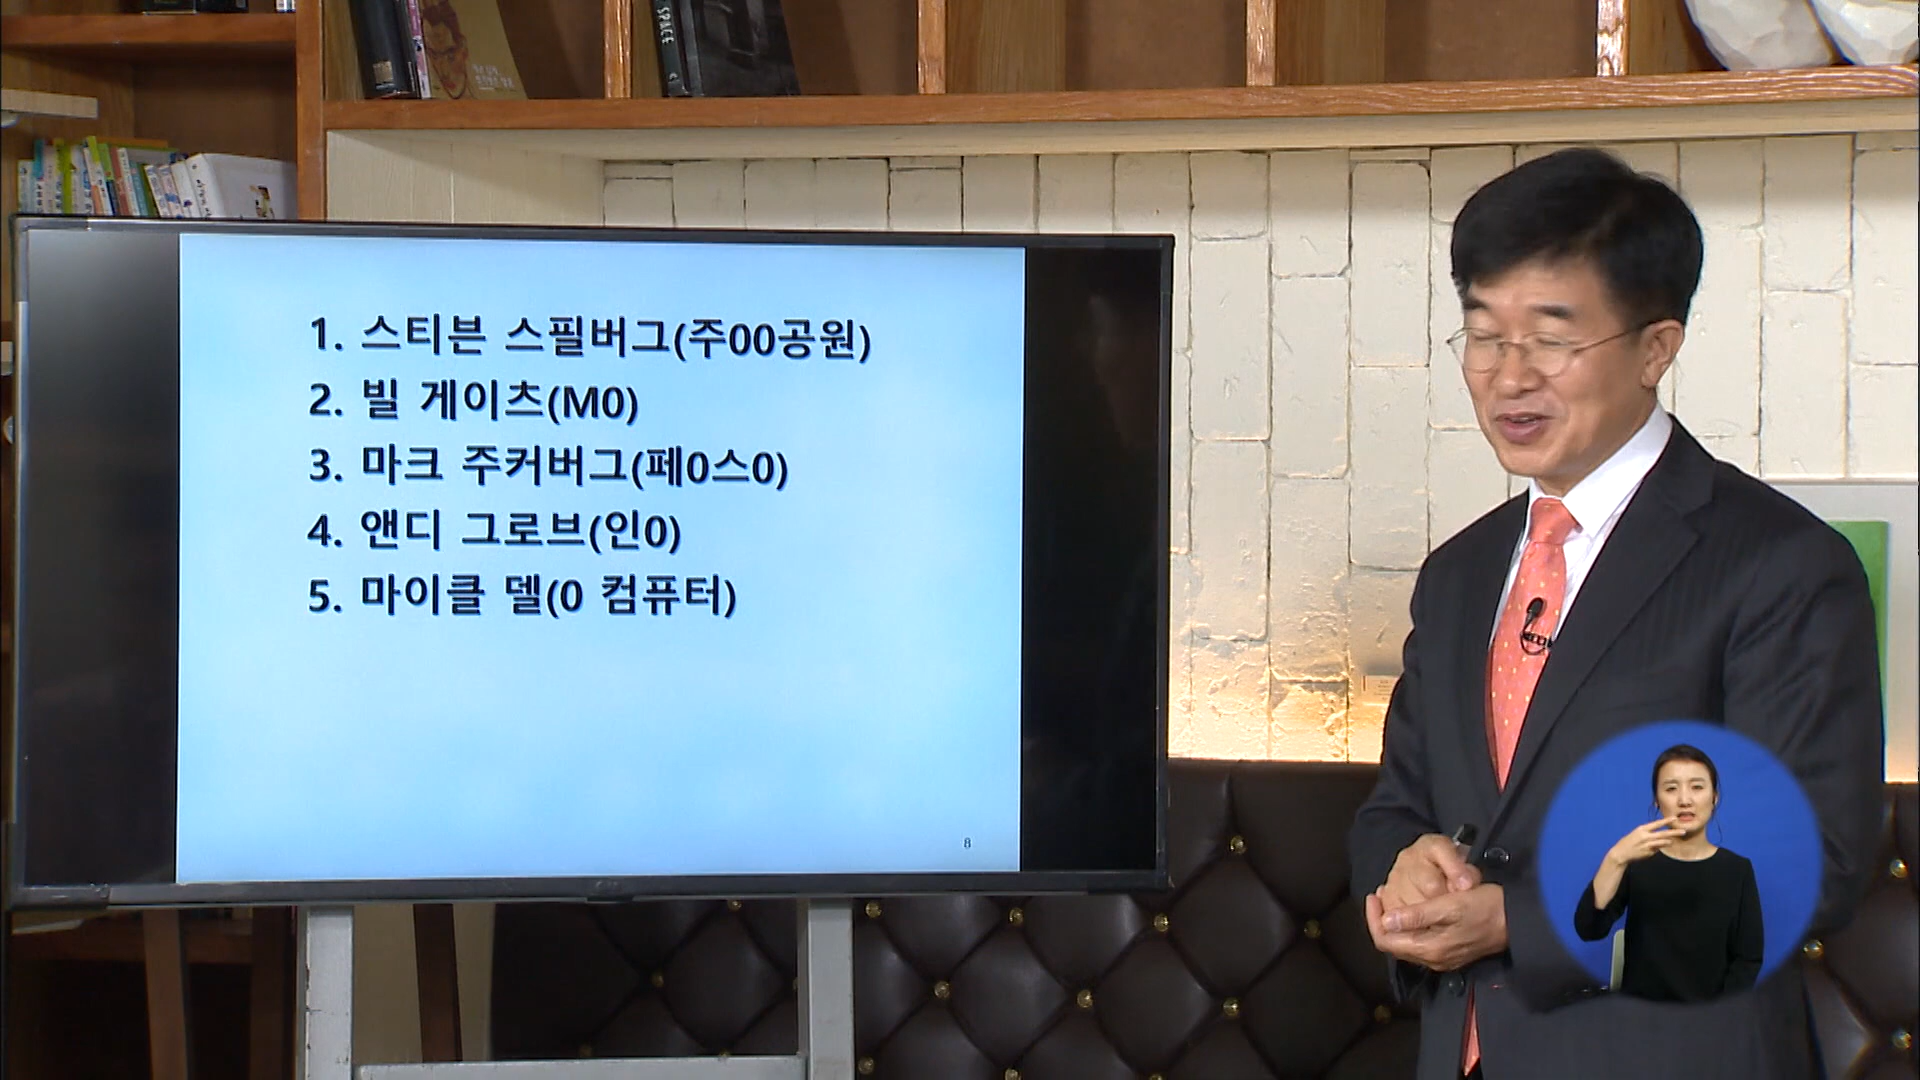 SPACE
1. 스티븐 스필버그(주00공원)
2. 빌 게이츠(M0)
3. 마크 주커버그(페0스0)
4. 앤디 그로브(인0)
5. 마이클 델(0 컴퓨터)
8